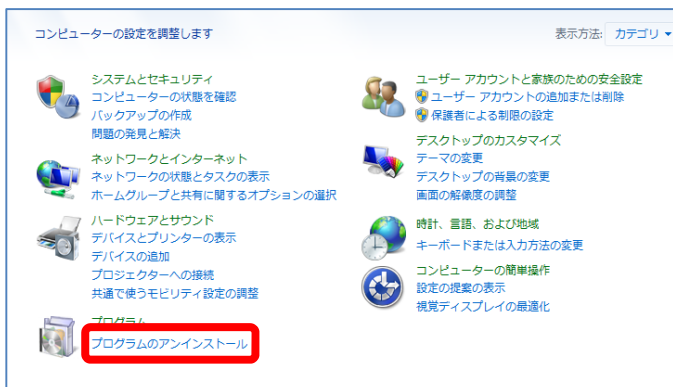 コンピューターの設定を調整します
表示方法: カテゴリ
システムとセキュリティ
コンピューターの状態を確認
バックアップの作成
問題の発見と解決
ネットワークとインターネット
ネットワークの状態とタスクの表示
ホームグループと共有に関するオプションの選択
ハードウェアとサウンド
デバイスとプリンターの表示
デバイスの追加
プロジェクターへの接続
共通で使うモビリティ設定の調整
プログラム
プログラムのアンインストール
ユーザー アカウントと家族のための安全設定
ユーザー アカウントの追加または削除
保護者による制限の設定
デスクトップのカスタマイズ
テーマの変更
デスクトップの背景の変更
画面の解像度の調整
時計、言語、および地域
キーボードまたは入力方法の変更
コンピューターの簡単操作
設定の提案の表示
視覚ディスプレイの最適化